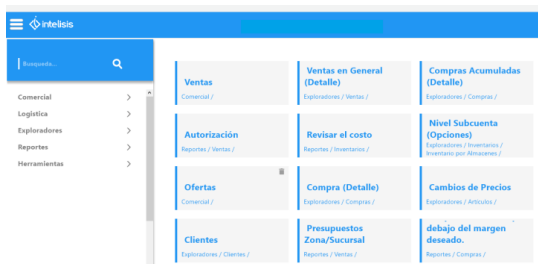 intelisis
Busqueda...
Comercial
Logistica
Exploradores
Reportes
Herramientas
Ventas
Comercial /
Ventas en General
(Detalle)
Exploradores / Ventas /
Compras Acumuladas
(Detalle)
Exploradores / Compras /
Autorización
Reportes / Ventas /
Revisar el costo
Reportes / Inventarios /
Nivel Subcuenta
(Opciones)
Exploradores / Inventarios /
Inventario por Almacenes /
Ofertas
Comercial /
Compra (Detalle)
Exploradores / Compras /
Cambios de Precios
Exploradores / Articulos /
Clientes
Exploradores / Clientes /
Presupuestos
Zona/Sucursal
Reportes / Ventas /
debajo del margen
deseado.
Reportes / Compras /